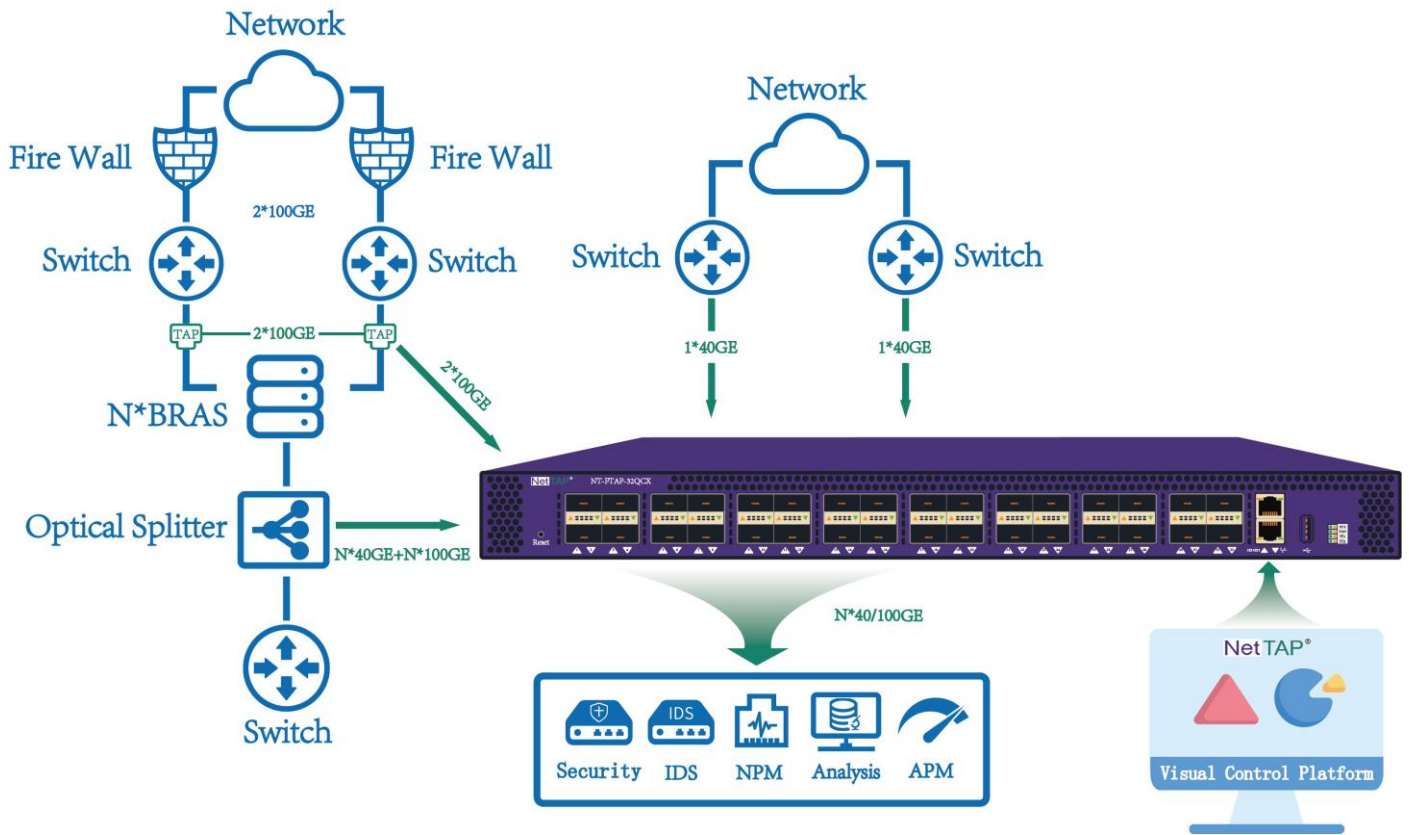 Network
Fire Wall
Fire Wall
2*100GE
Switch
Switch
TAP
2*100GE
TAP
2*100GE
N*BRAS
Optical Splitter
N*40GE+N*100GE
Switch
Network
Switch
Switch
1*40GE
1*40GE
NetTAP®
NT-PTAP-32QCX
Reset
N*40/100GE
IDS
Security
IDS
NPM
Analysis
APM
NetTAP®
Visual Control Platform